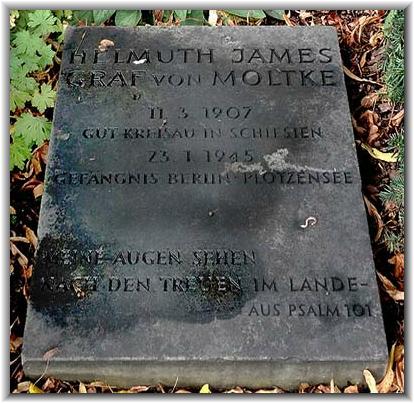 HELMUTH JAMES
GRAF VON MOLTKE
11 3 1907
GUT KREISAU IN SCHLESIEN
23 1 1945
GEFÄNGNIS BERLIN-PLÖTZENSEE
MEINE AUGEN SEHEN
NACH DEN TREUEN IM LANDE-
AUS PSALM 101